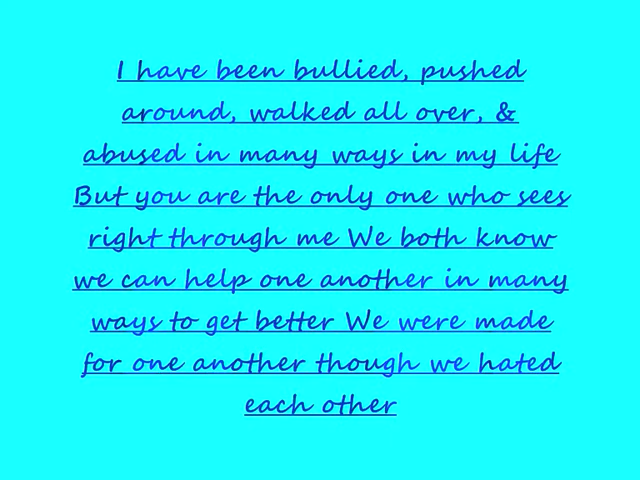 I have been bullied, pushed
around, walked all over, &
abused in many ways in my life
But you are the only one who sees
right through me We both know
we can help one another in many
ways to get better We were made
for one another though we hated
each other